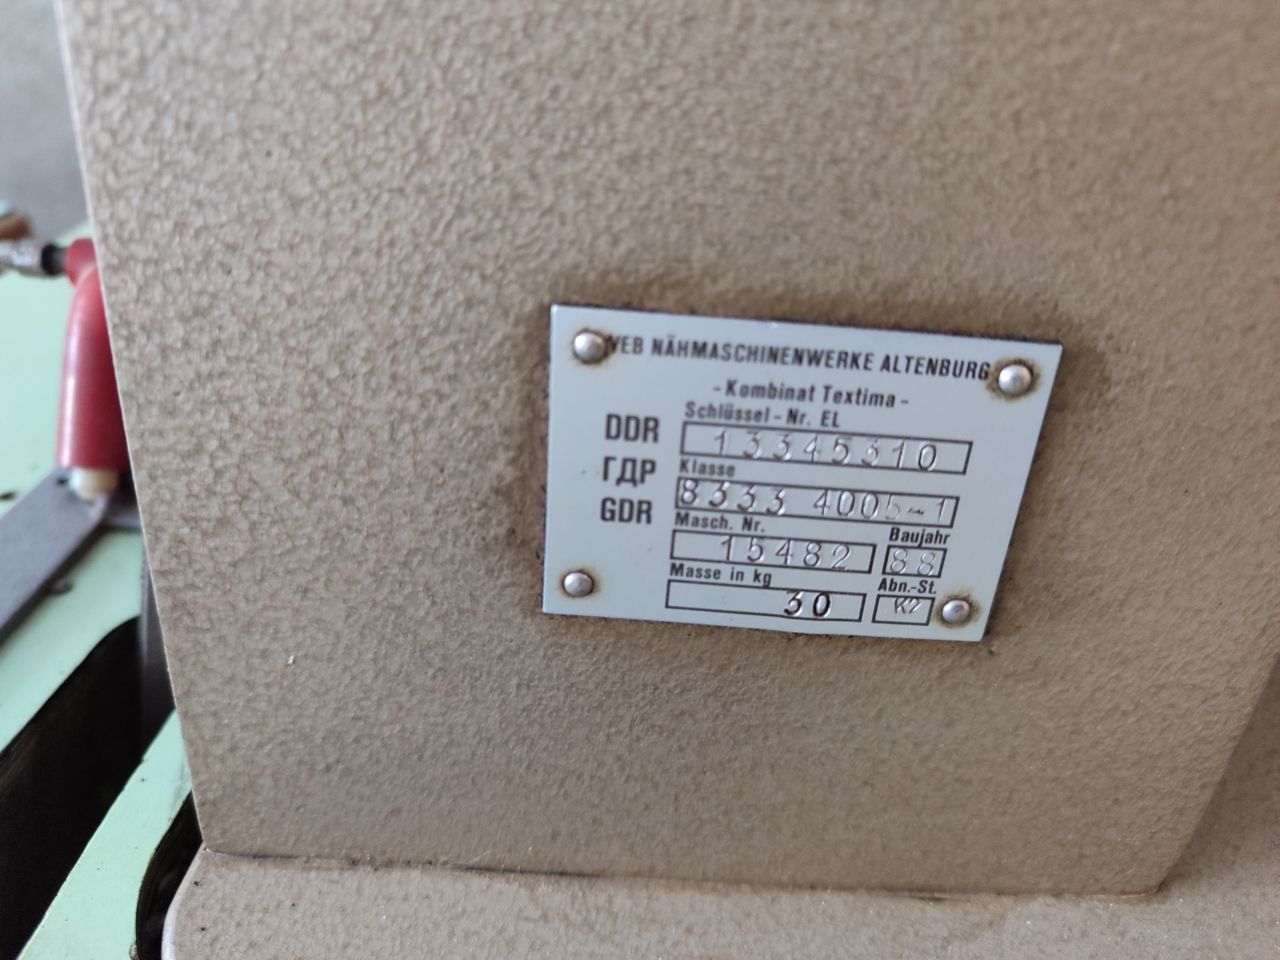 VEB NÄHMASCHINENWERKE ALTENBURG
- Kombinat Textima -
Schlüssel - Nr. EL
DDR 13345310
ГДР Klasse
GDR 8333 4005-1
Masch. Nr. Baujahr
15482 88
Masse in kg Abn.-St.
30 K2